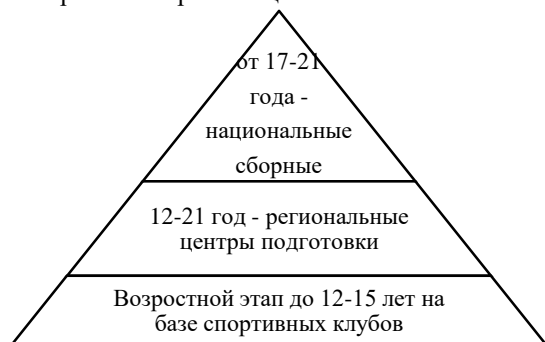 от 17-21
года -
национальные
сборные
12-21 год - региональные
центры подготовки
Возростной этап до 12-15 лет на
базе спортивных клубов